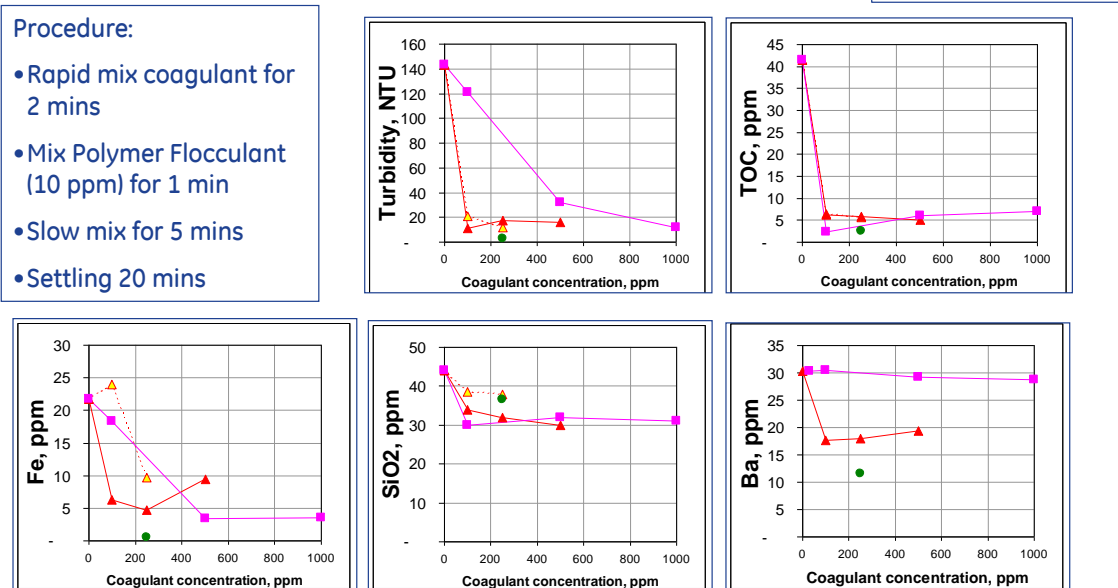 Procedure:
•Rapid mix coagulant for
2 mins
•Mix Polymer Flocculant
(10 ppm) for 1 min
•Slow mix for 5 mins
•Settling 20 mins
Turbidity, NTU
160
140
120
100
80
60
40
20
-
0 200 400 600 800 1000
Coagulant concentration, ppm
TOC, ppm
45
40
35
30
25
20
15
10
5
-
0 200 400 600 800 1000
Coagulant concentration, ppm
Fe, ppm
30
25
20
15
10
5
-
0 200 400 600 800 1000
Coagulant concentration, ppm
SiO2, ppm
50
40
30
20
10
-
0 200 400 600 800 1000
Coagulant concentration, ppm
Ba, ppm
35
30
25
20
15
10
5
-
0 200 400 600 800 1000
Coagulant concentration, ppm